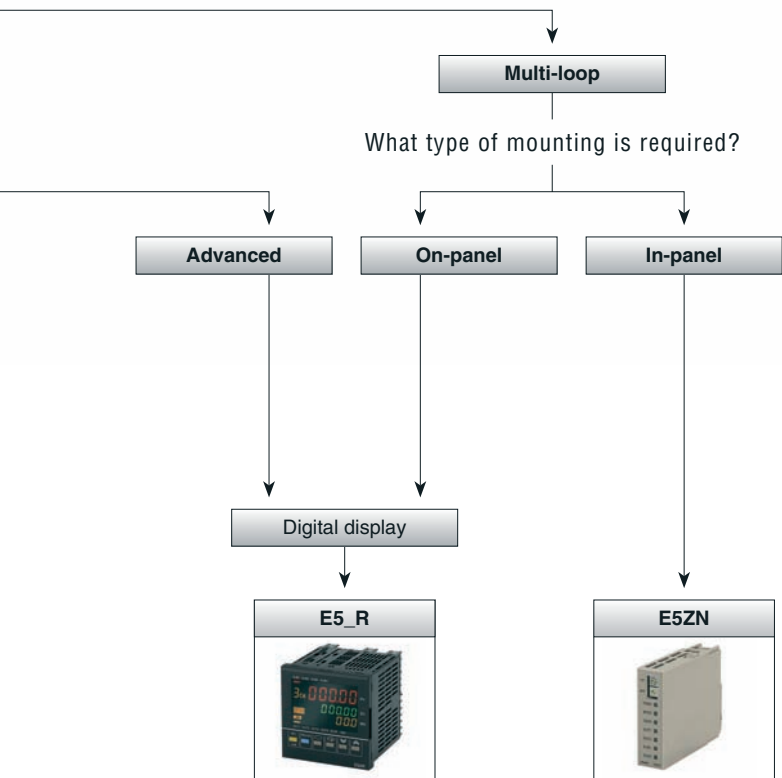 Multi-loop
What type of mounting is required?
Advanced
On-panel
In-panel
Digital display
E5_R
E5ZN